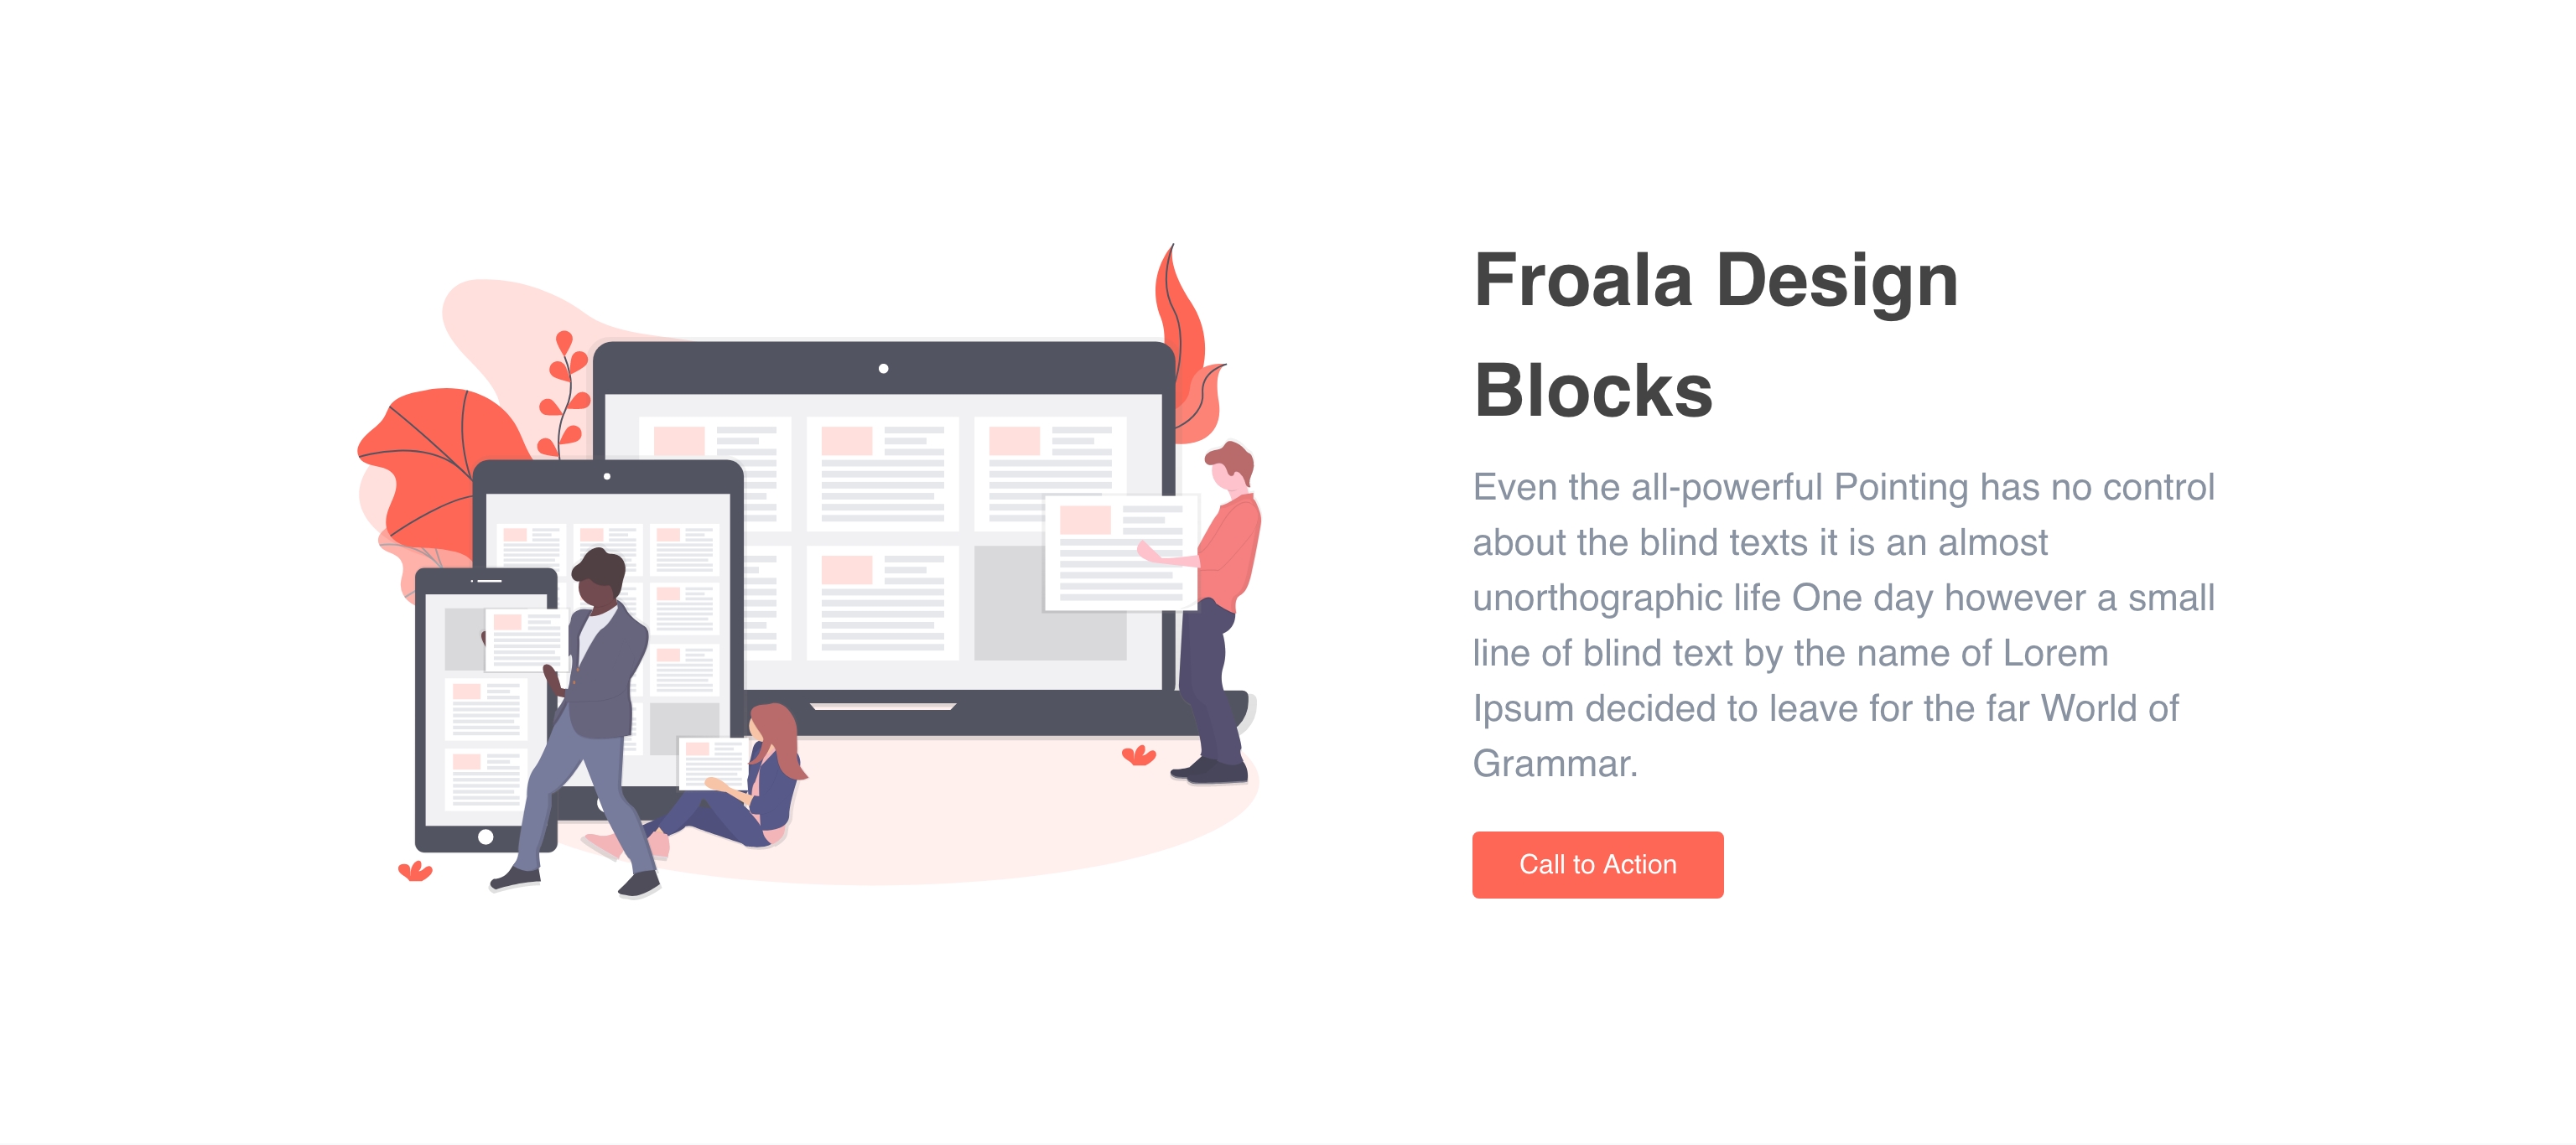 Froala Design
Blocks
Even the all-powerful Pointing has no control
about the blind texts it is an almost
unorthographic life One day however a small
line of blind text by the name of Lorem
Ipsum decided to leave for the far World of
Grammar.
Call to Action